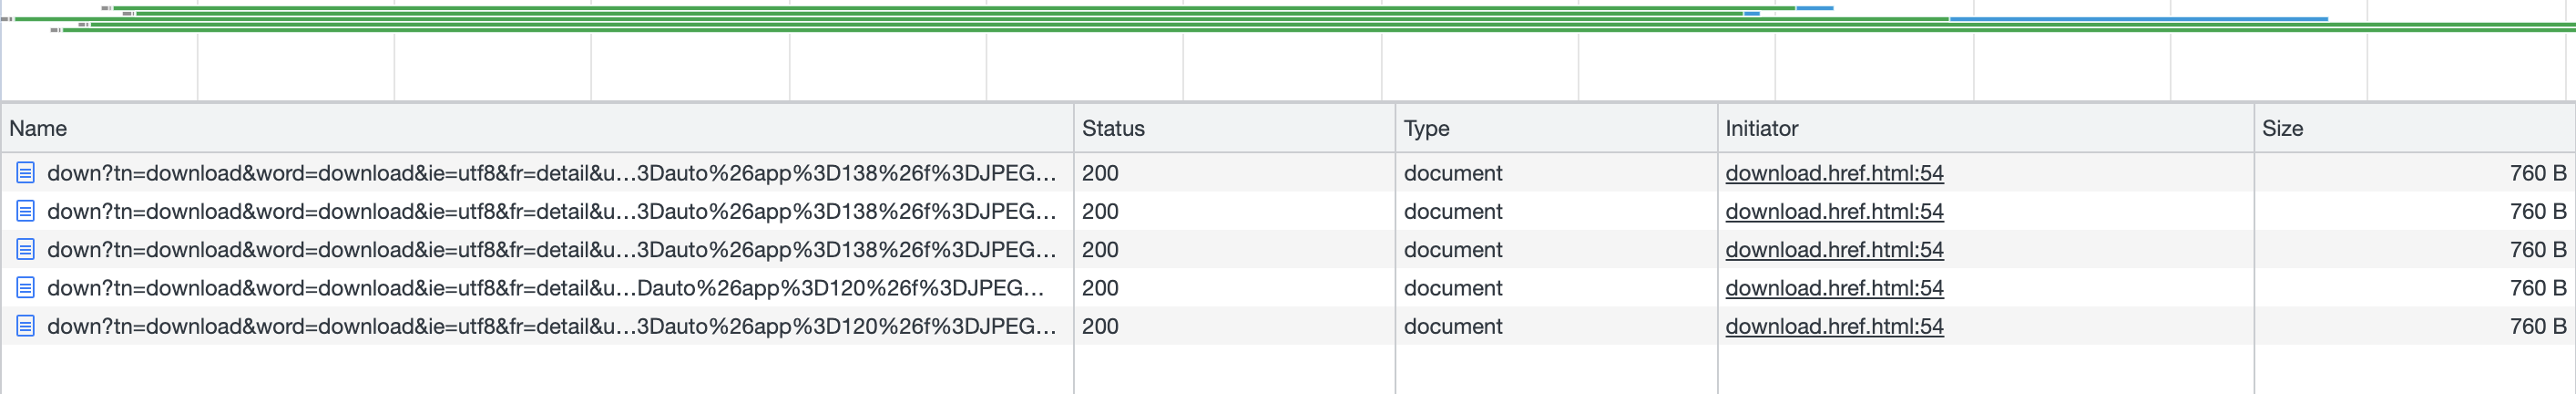 Name Status Type Initiator Size
down?tn=download&word=download&ie=utf8&fr=detail&u...3Dauto%26app%3D138%26f%3DJPEG... 200 document download.href.html:54 760 B
down?tn=download&word=download&ie=utf8&fr=detail&u...3Dauto%26app%3D138%26f%3DJPEG... 200 document download.href.html:54 760 B
down?tn=download&word=download&ie=utf8&fr=detail&u...3Dauto%26app%3D138%26f%3DJPEG... 200 document download.href.html:54 760 B
down?tn=download&word=download&ie=utf8&fr=detail&u...Dauto%26app%3D120%26f%3DJPEG... 200 document download.href.html:54 760 B
down?tn=download&word=download&ie=utf8&fr=detail&u...3Dauto%26app%3D120%26f%3DJPEG... 200 document download.href.html:54 760 B